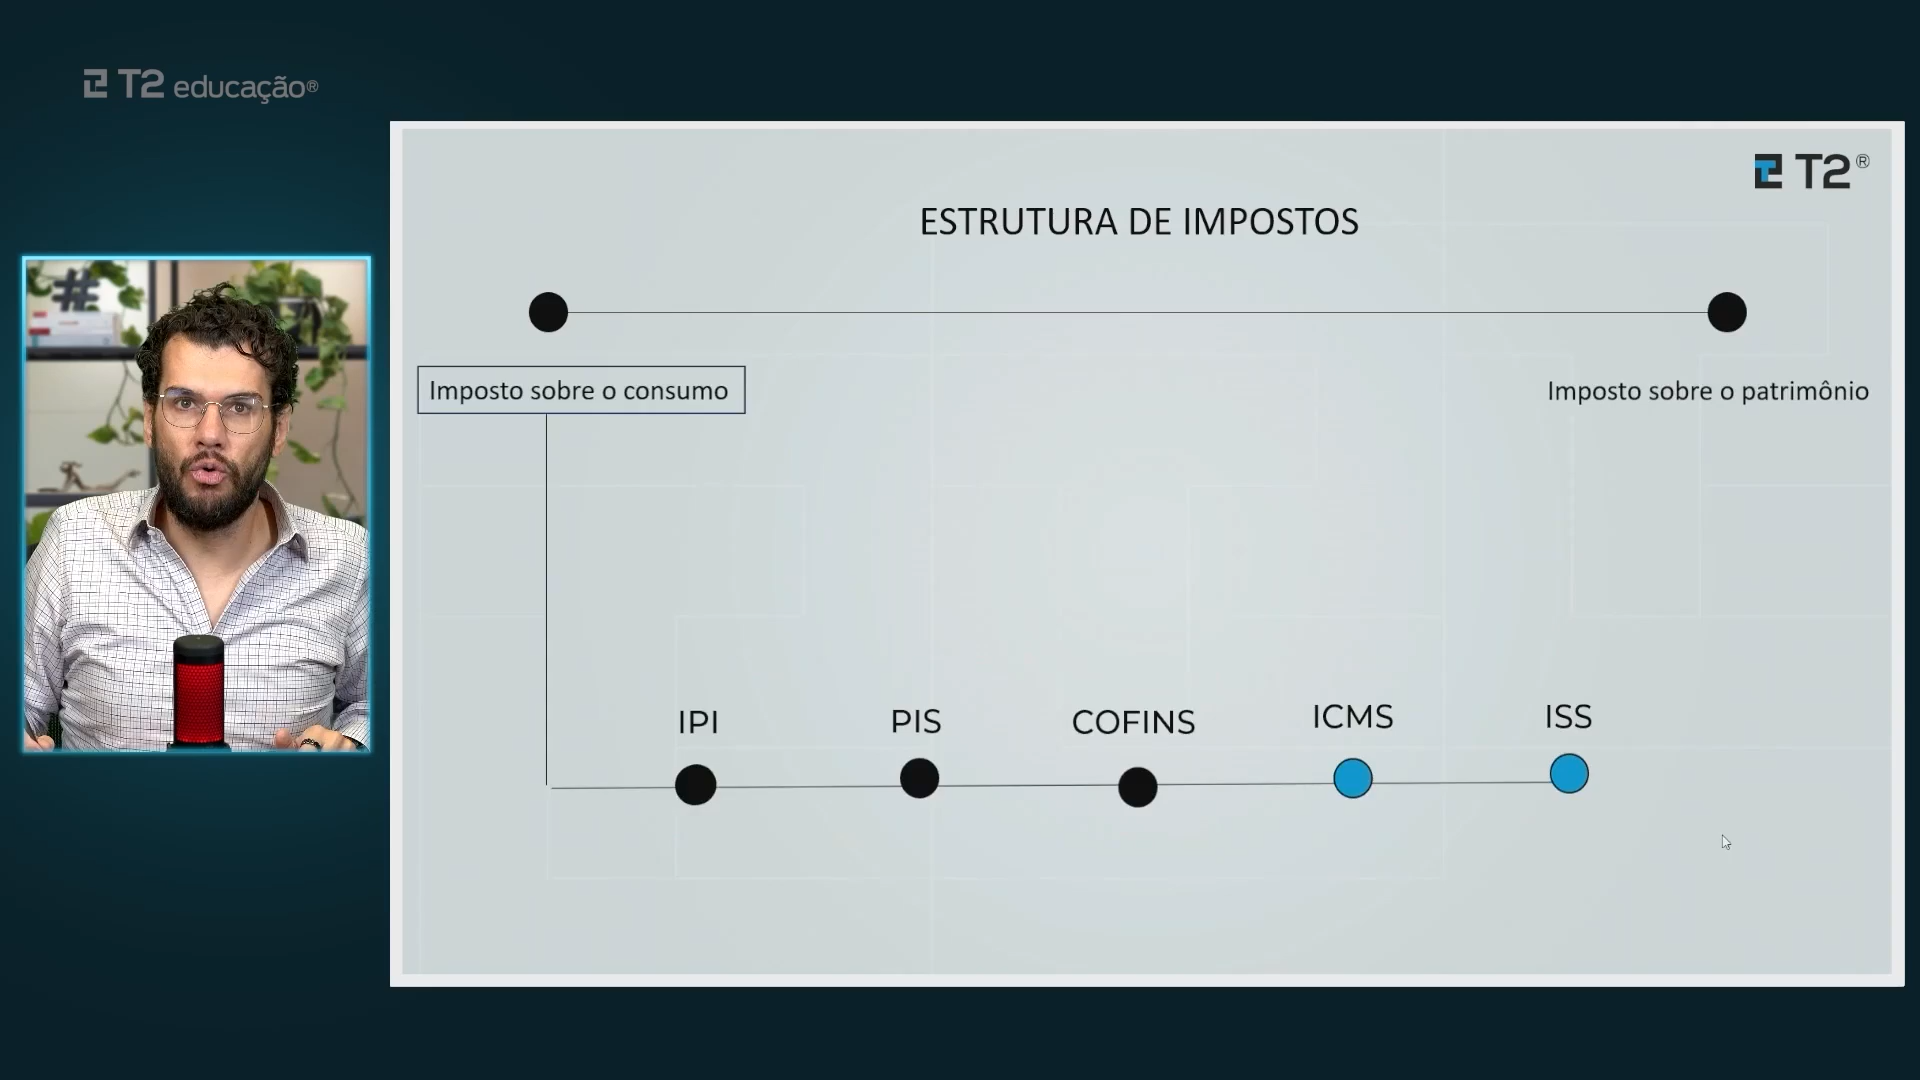 T2 educação®
T2®
ESTRUTURA DE IMPOSTOS
Imposto sobre o consumo
Imposto sobre o patrimônio
IPI
PIS
COFINS
ICMS
ISS